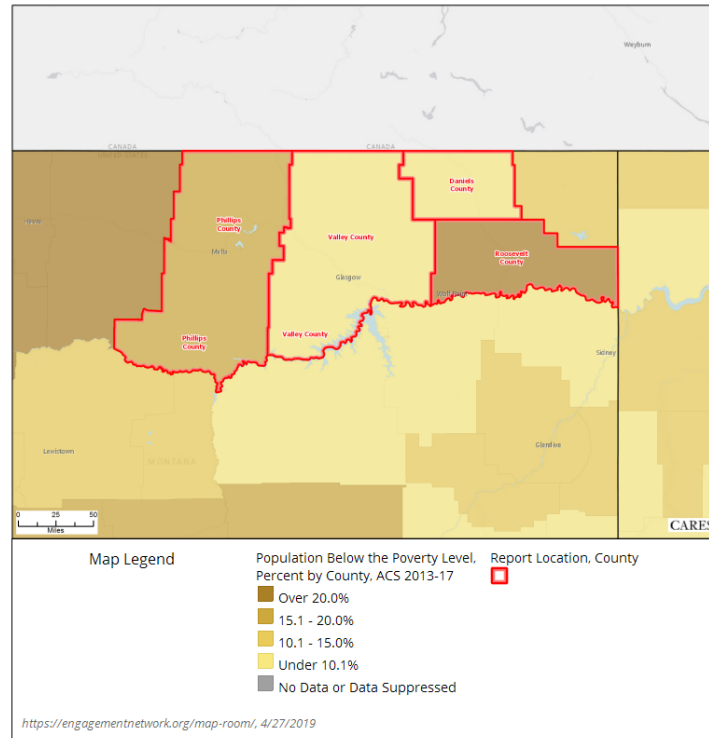 Weyburn
CANADA
UNITED STATES
CANADA
Daniels
County
Phillips
County
Malta
Valley County
Roosevelt
County
Glasgow
Wolf Point
Valley County
Phillips
County
Sidney
Lewistown
MONTANA
Glendive
0 25 50
Miles
CARES
Map Legend
Population Below the Poverty Level,
Percent by County, ACS 2013-17
Over 20.0%
15.1 - 20.0%
10.1 - 15.0%
Under 10.1%
No Data or Data Suppressed
Report Location, County
https://engagementnetwork.org/map-room/, 4/27/2019